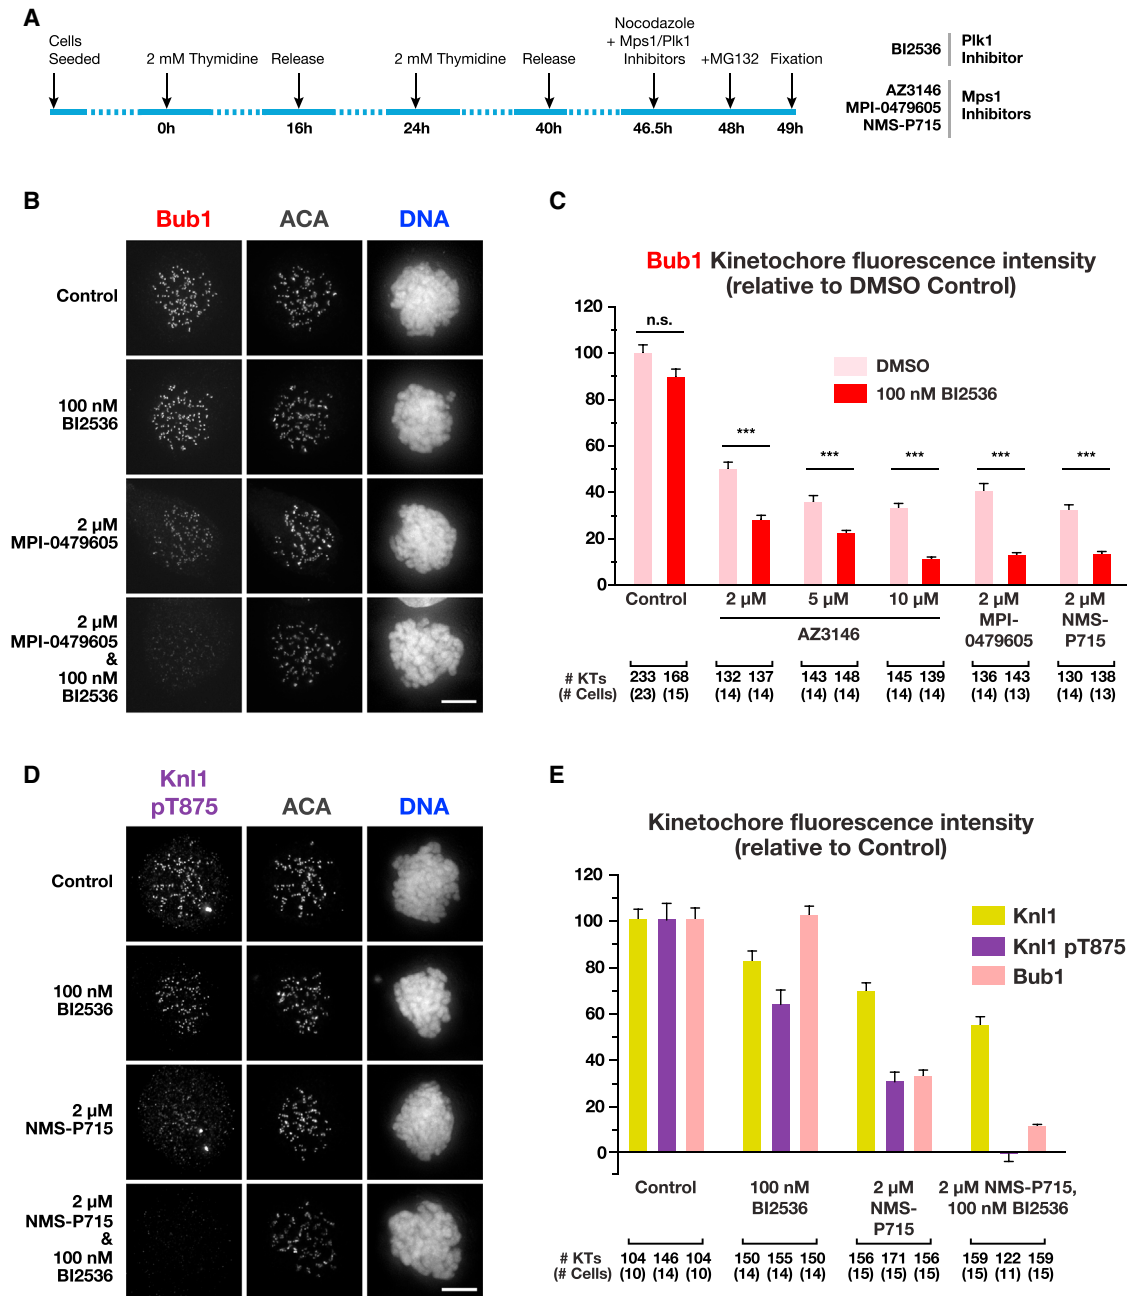 A
Cells
Seeded
2 mM Thymidine
Release
2 mM Thymidine
Release
Nocodazole
+ Mps1/Plk1
Inhibitors
+MG132
Fixation
0h
16h
24h
40h
46.5h
48h
49h
BI2536
Plk1
Inhibitor
AZ3146
MPI-0479605
NMS-P715
Mps1
Inhibitors
B
Bub1
ACA
DNA
Control
100 nM
BI2536
2 µM
MPI-0479605
2 µM
MPI-0479605
&
100 nM
BI2536
C
Bub1 Kinetochore fluorescence intensity
(relative to DMSO Control)
120
100
80
60
40
20
0
n.s.
***
***
***
***
***
DMSO
100 nM BI2536
Control
2 µM
5 µM
10 µM
AZ3146
2 µM
MPI-
0479605
2 µM
NMS-
P715
# KTs
(# Cells)
233 168 132 137 143 148 145 139 136 143 130 138
(23) (15) (14) (14) (14) (14) (14) (14) (14) (13) (14) (13)
D
Knl1
pT875
ACA
DNA
Control
100 nM
BI2536
2 µM
NMS-P715
2 µM
NMS-P715
&
100 nM
BI2536
E
Kinetochore fluorescence intensity
(relative to Control)
120
100
80
60
40
20
0
Knl1
Knl1 pT875
Bub1
Control
100 nM
BI2536
2 µM
NMS-
P715
2 µM NMS-P715,
100 nM BI2536
# KTs
(# Cells)
104 146 104 150 155 150 156 171 156 159 122 159
(10) (14) (10) (14) (14) (14) (15) (15) (15) (15) (11) (15)